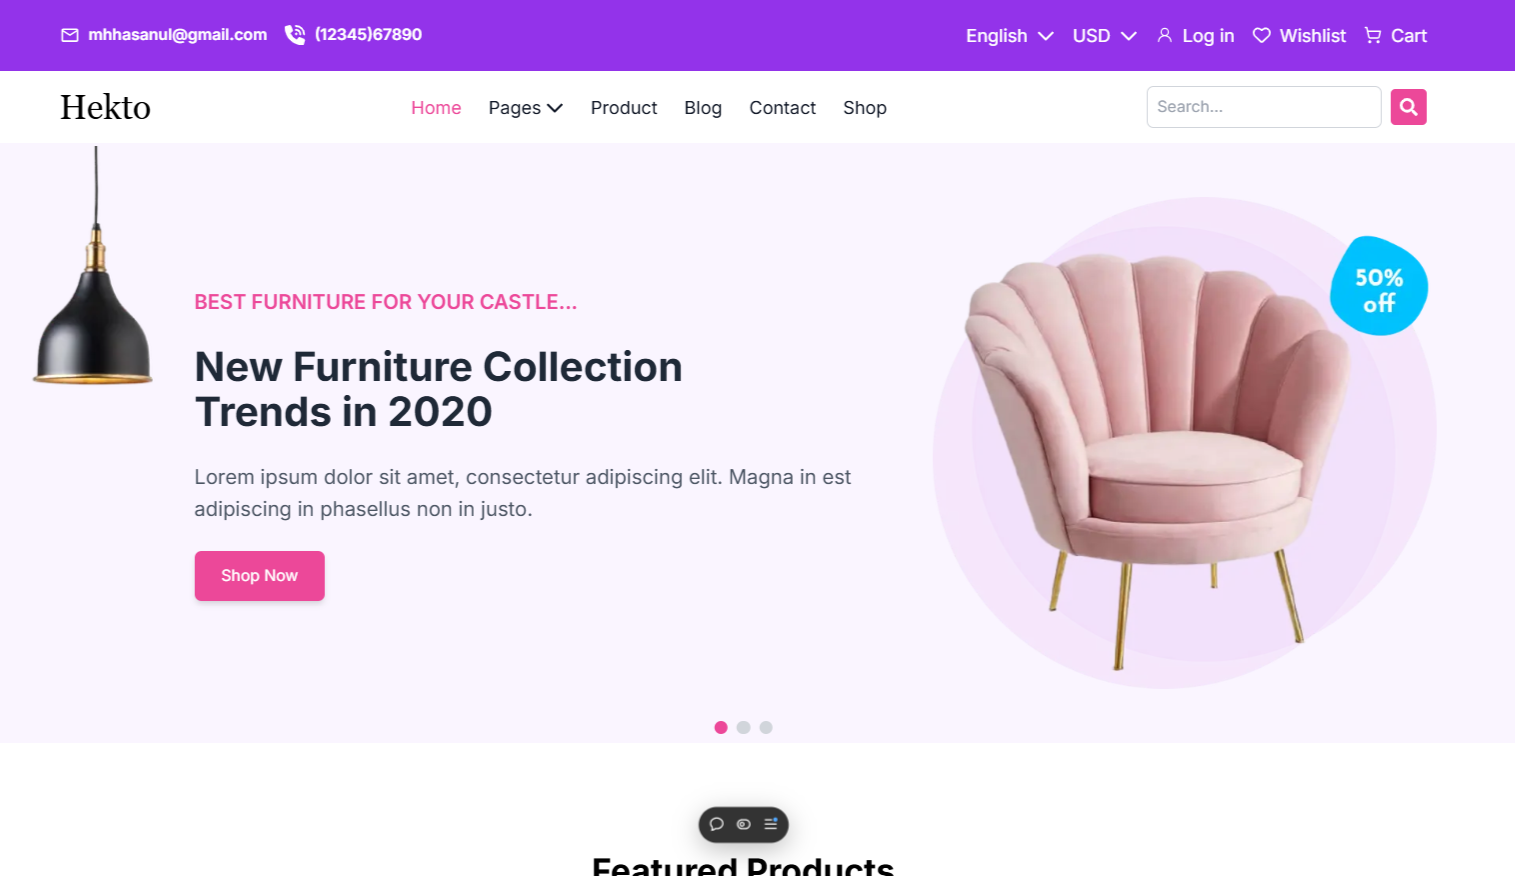 mhhasanul@gmail.com (12345)67890 English USD Log in Wishlist Cart
Hekto Home Pages Product Blog Contact Shop Search...
50%
off
BEST FURNITURE FOR YOUR CASTLE...
New Furniture Collection
Trends in 2020
Lorem ipsum dolor sit amet, consectetur adipiscing elit. Magna in est
adipiscing in phasellus non in justo.
Shop Now
Featured Products